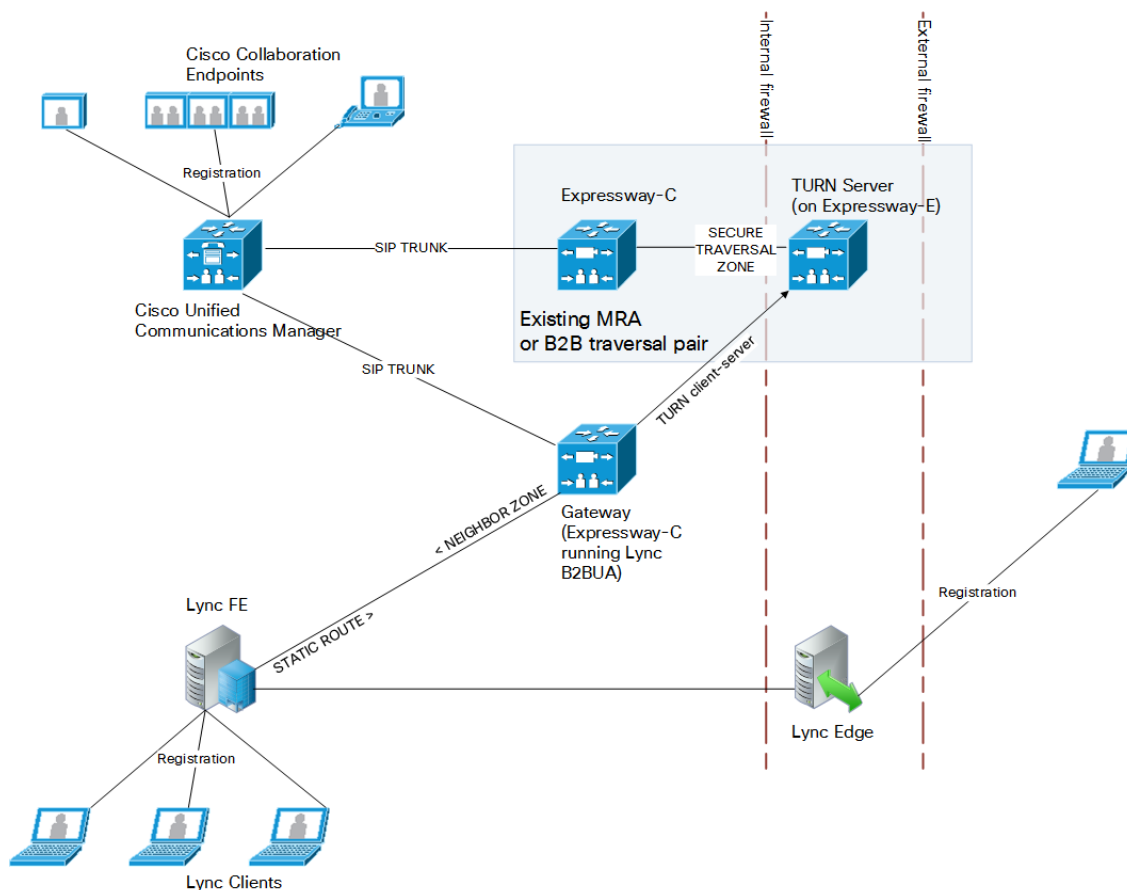 Internal firewall
External firewall
Cisco Collaboration
Endpoints
Registration
Expressway-C
TURN Server
(on Expressway-E)
SIP TRUNK
SECURE
TRAVERSAL
ZONE
Cisco Unified
Communications Manager
Existing MRA
or B2B traversal pair
SIP TRUNK
TURN client-server
Gateway
(Expressway-C
running Lync
B2BUA)
< NEIGHBOR ZONE
STATIC ROUTE >
Lync FE
Registration
Lync Edge
Registration
Lync Clients